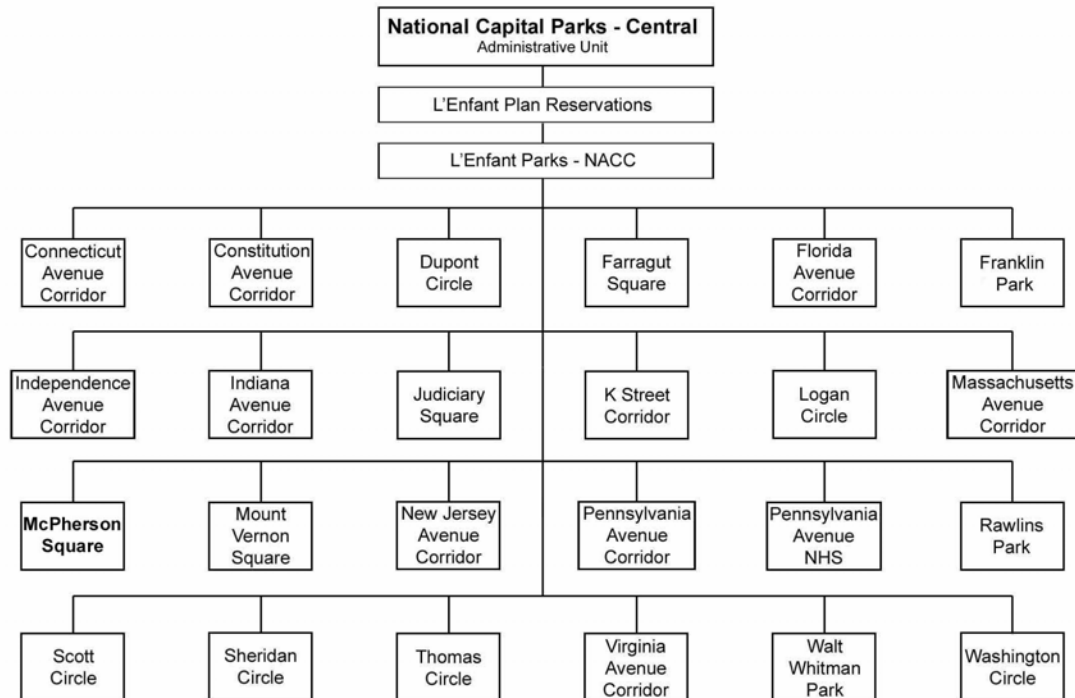 National Capital Parks - Central
Administrative Unit
L'Enfant Plan Reservations
L'Enfant Parks - NACC
Connecticut
Avenue
Corridor
Constitution
Avenue
Corridor
Dupont
Circle
Farragut
Square
Florida
Avenue
Corridor
Franklin
Park
Independence
Avenue
Corridor
Indiana
Avenue
Corridor
Judiciary
Square
K Street
Corridor
Logan
Circle
Massachusetts
Avenue
Corridor
McPherson
Square
Mount
Vernon
Square
New Jersey
Avenue
Corridor
Pennsylvania
Avenue
Corridor
Pennsylvania
Avenue
NHS
Rawlins
Park
Scott
Circle
Sheridan
Circle
Thomas
Circle
Virginia
Avenue
Corridor
Walt
Whitman
Park
Washington
Circle